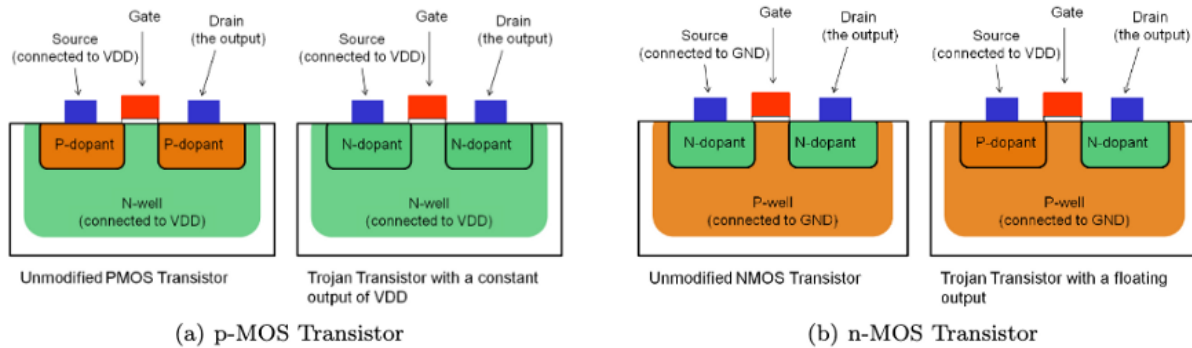 Gate
Source
(connected to VDD)
Drain
(the output)
P-dopant
P-dopant
N-well
(connected to VDD)
Unmodified PMOS Transistor
Gate
Source
(connected to VDD)
Drain
(the output)
N-dopant
N-dopant
N-well
(connected to VDD)
Trojan Transistor with a constant
output of VDD
(a) p-MOS Transistor
Gate
Source
(connected to GND)
Drain
(the output)
N-dopant
N-dopant
P-well
(connected to GND)
Unmodified NMOS Transistor
Gate
Source
(connected to VDD)
Drain
(the output)
P-dopant
N-dopant
P-well
(connected to GND)
Trojan Transistor with a floating
output
(b) n-MOS Transistor